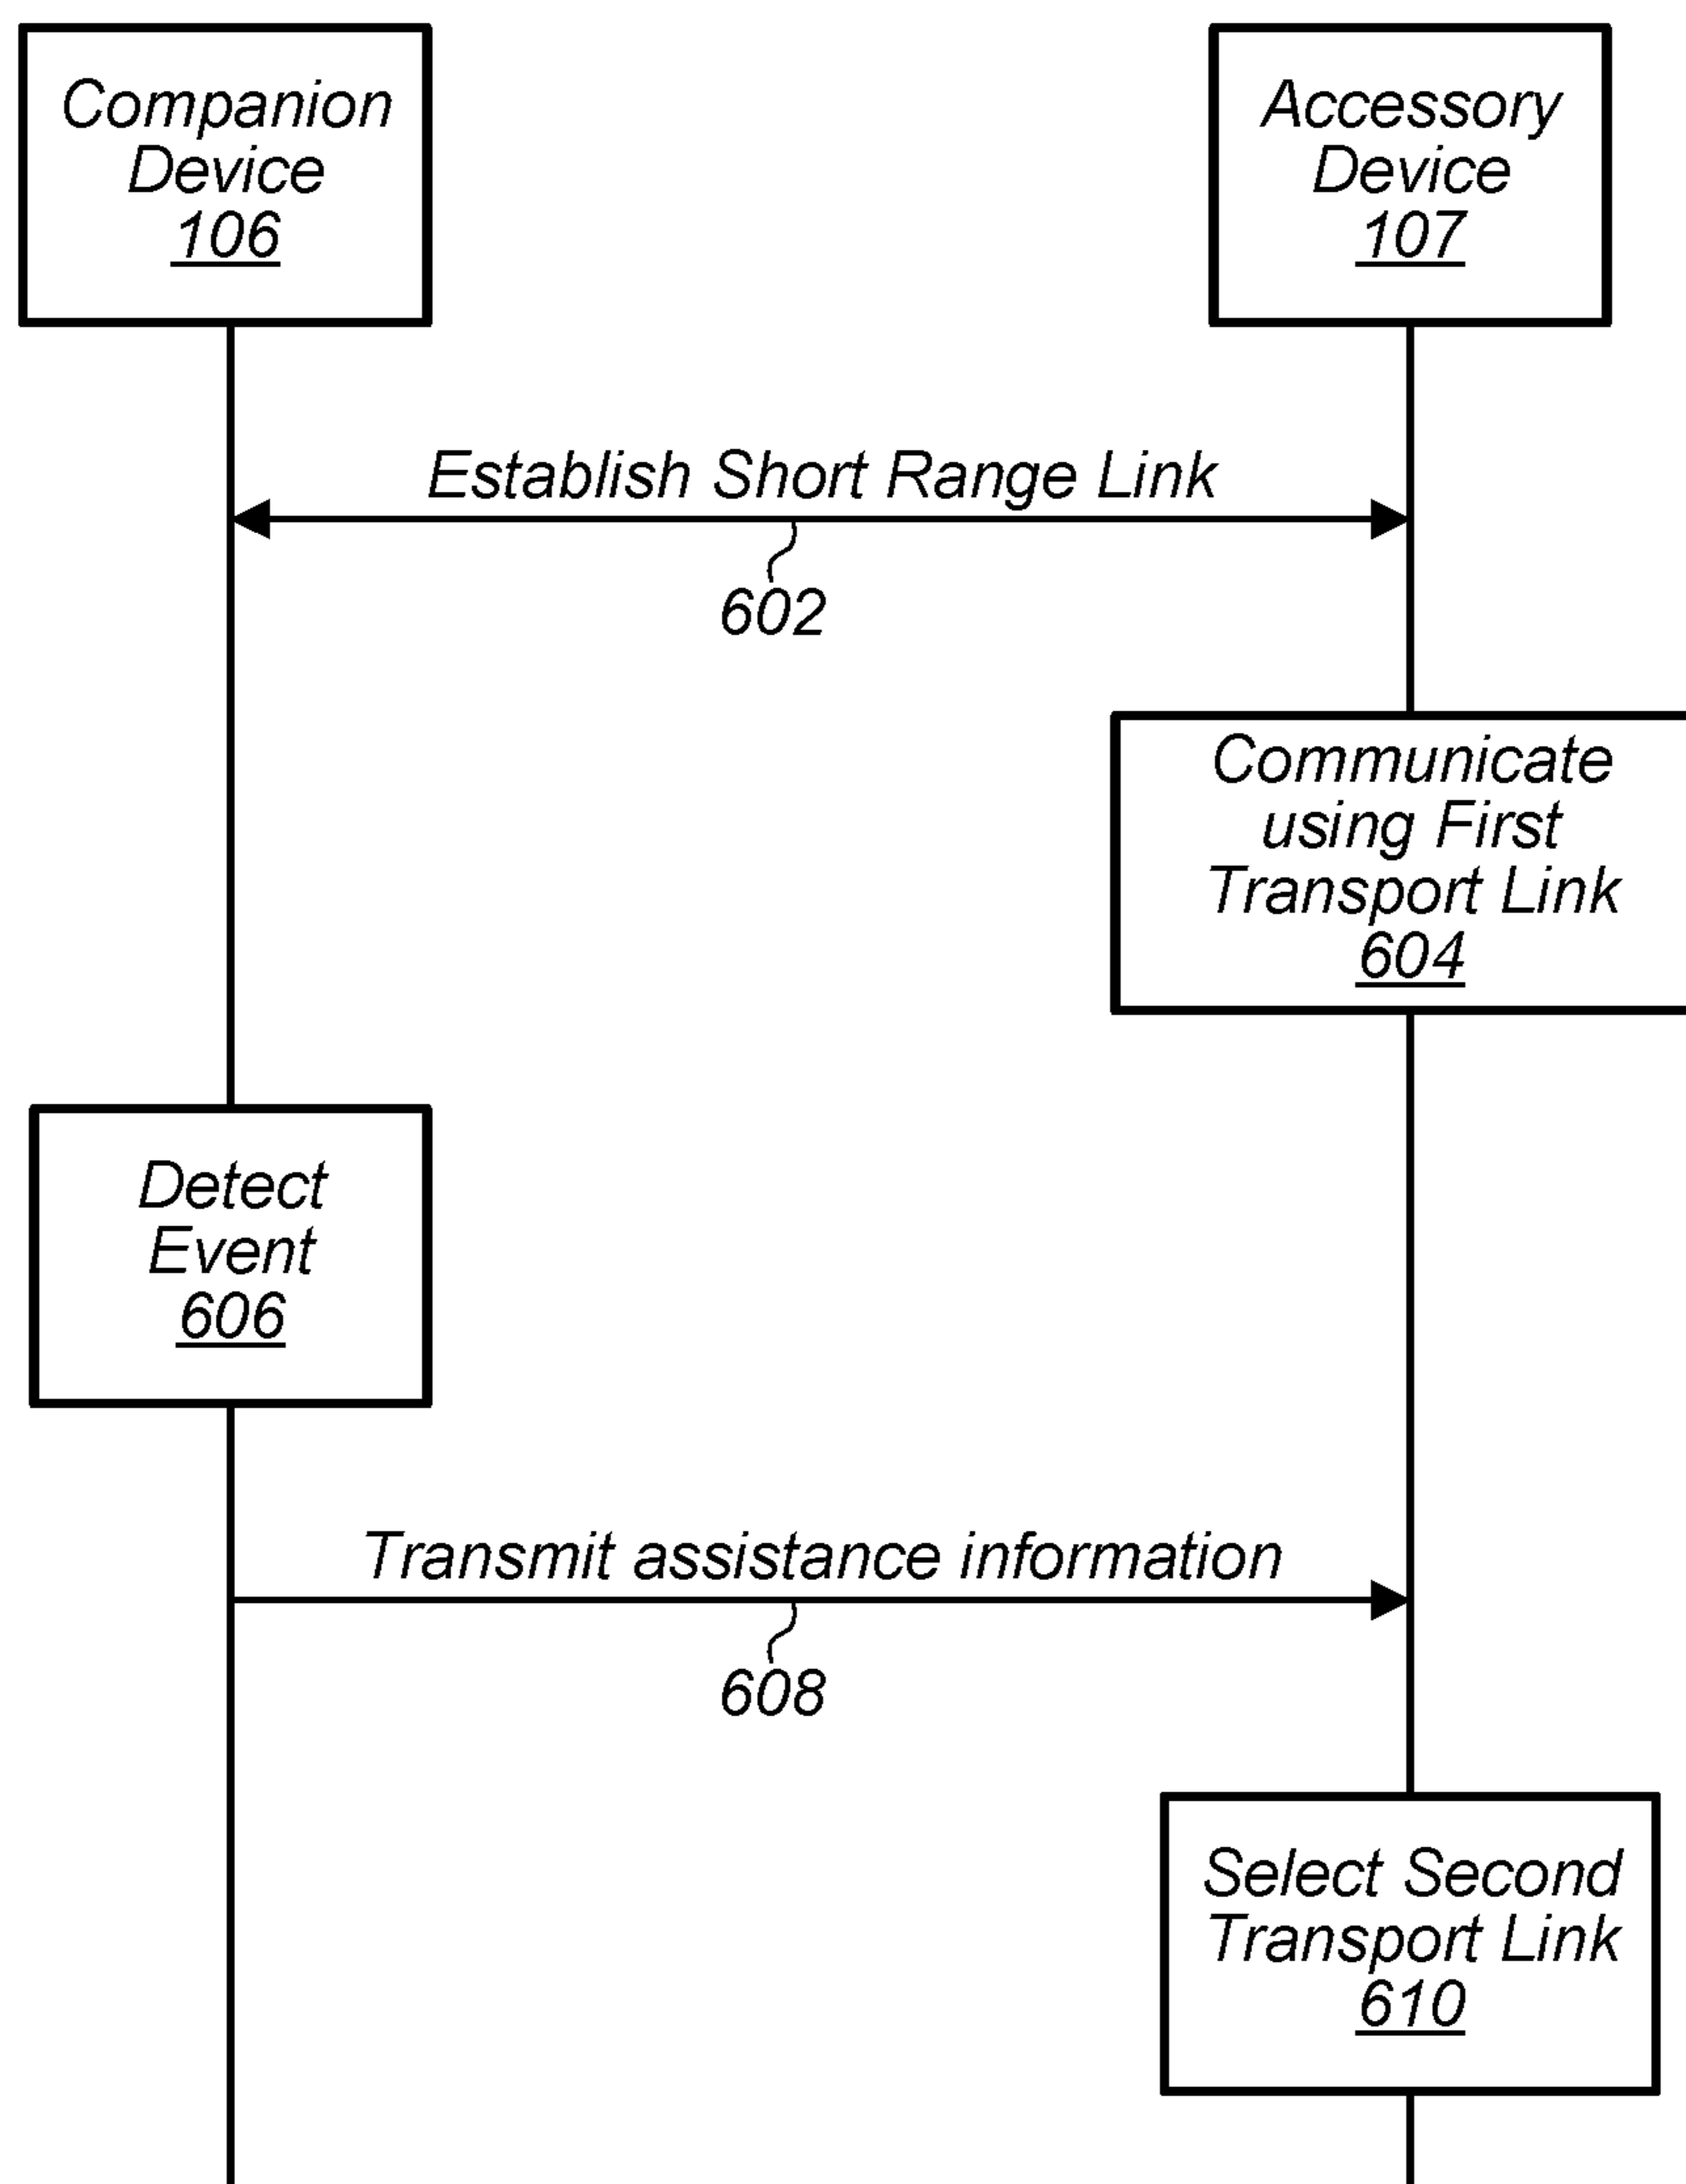 Companion
Device
106
Accessory
Device
107
Establish Short Range Link
602
Communicate
using First
Transport Link
604
Detect
Event
606
Transmit assistance information
608
Select Second
Transport Link
610